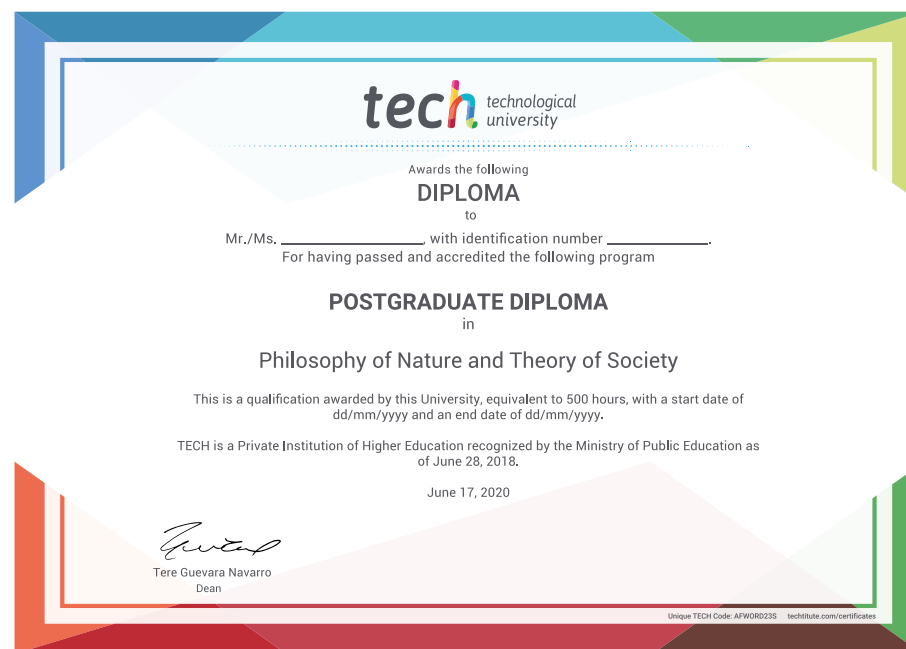 tech technological
university
Awards the following
DIPLOMA
to
Mr./Ms. ____________________, with identification number ______________.
For having passed and accredited the following program
POSTGRADUATE DIPLOMA
in
Philosophy of Nature and Theory of Society
This is a qualification awarded by this University, equivalent to 500 hours, with a start date of
dd/mm/yyyy and an end date of dd/mm/yyyy.
TECH is a Private Institution of Higher Education recognized by the Ministry of Public Education as
of June 28, 2018.
June 17, 2020
Tere Guevara Navarro
Dean
Unique TECH Code: AFWORD23S techtitute.com/certificates